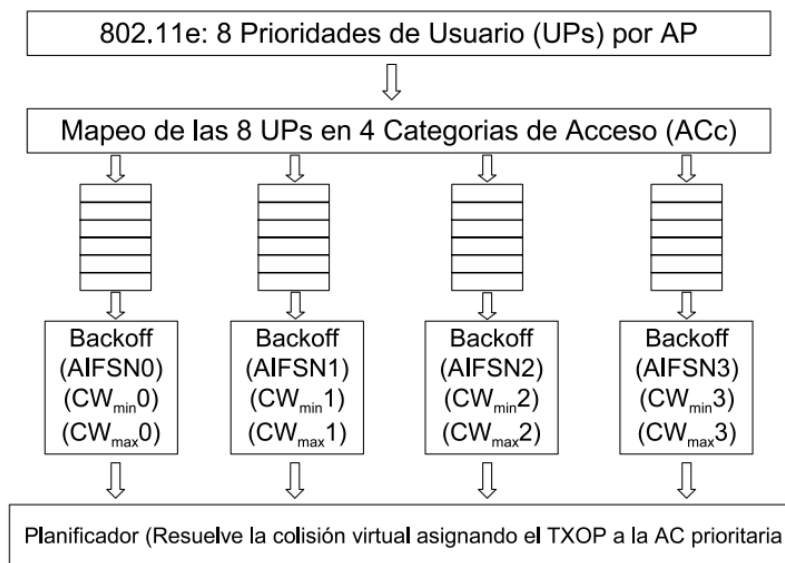 802.11e: 8 Prioridades de Usuario (UPs) por AP
Mapeo de las 8 UPs en 4 Categorias de Acceso (ACc)
Backoff
(AIFSN0)
(CWmin0)
(CWmax0)
Backoff
(AIFSN1)
(CWmin1)
(CWmax1)
Backoff
(AIFSN2)
(CWmin2)
(CWmax2)
Backoff
(AIFSN3)
(CWmin3)
(CWmax3)
Planificador (Resuelve la colisión virtual asignando el TXOP a la AC prioritaria